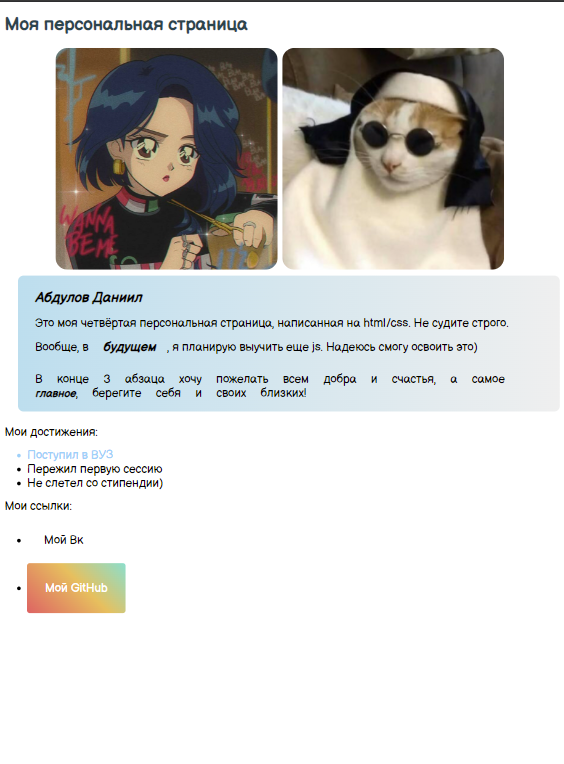 Моя персональная страница
WANNA
BE ME
Абдулов Даниил
Это моя четвёртая персональная страница, написанная на html/css. Не судите строго.
Вообще, в будущем , я планирую выучить еще js. Надеюсь смогу освоить это)
В конце 3 абзаца хочу пожелать всем добра и счастья, а самое
главное, берегите себя и своих близких!
Мои достижения:
Поступил в ВУЗ
Пережил первую сессию
Не слетел со стипендии)
Мои ссылки:
Мой Вк
Мой GitHub